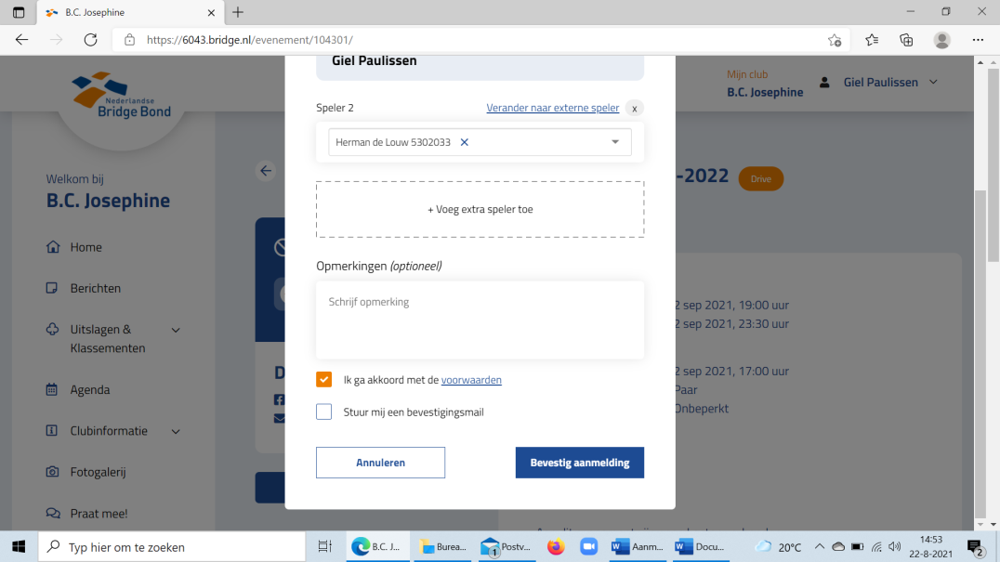 B.C. Josephine
https://6043.bridge.nl/evenement/104301/
Nederlandse
Bridge Bond
Mijn club
B.C. Josephine
Giel Paulissen
Welkom bij
B.C. Josephine
Home
Berichten
Uitslagen &
Klassementen
Agenda
Clubinformatie
Fotogalerij
Praat mee!
Giel Paulissen
Speler 2
Verander naar externe speler
x
Herman de Louw 5302033
+ Voeg extra speler toe
Opmerkingen (optioneel)
Schrijf opmerking
Ik ga akkoord met de voorwaarden
Stuur mij een bevestigingsmail
Annuleren
Bevestig aanmelding
D
-2022
Drive
2 sep 2021, 19:00 uur
2 sep 2021, 23:30 uur
2 sep 2021, 17:00 uur
Paar
Onbeperkt
Typ hier om te zoeken
B.C. J...
Burea...
1
Postv...
Aanm...
Docu...
20°C
14:53
22-8-2021
2